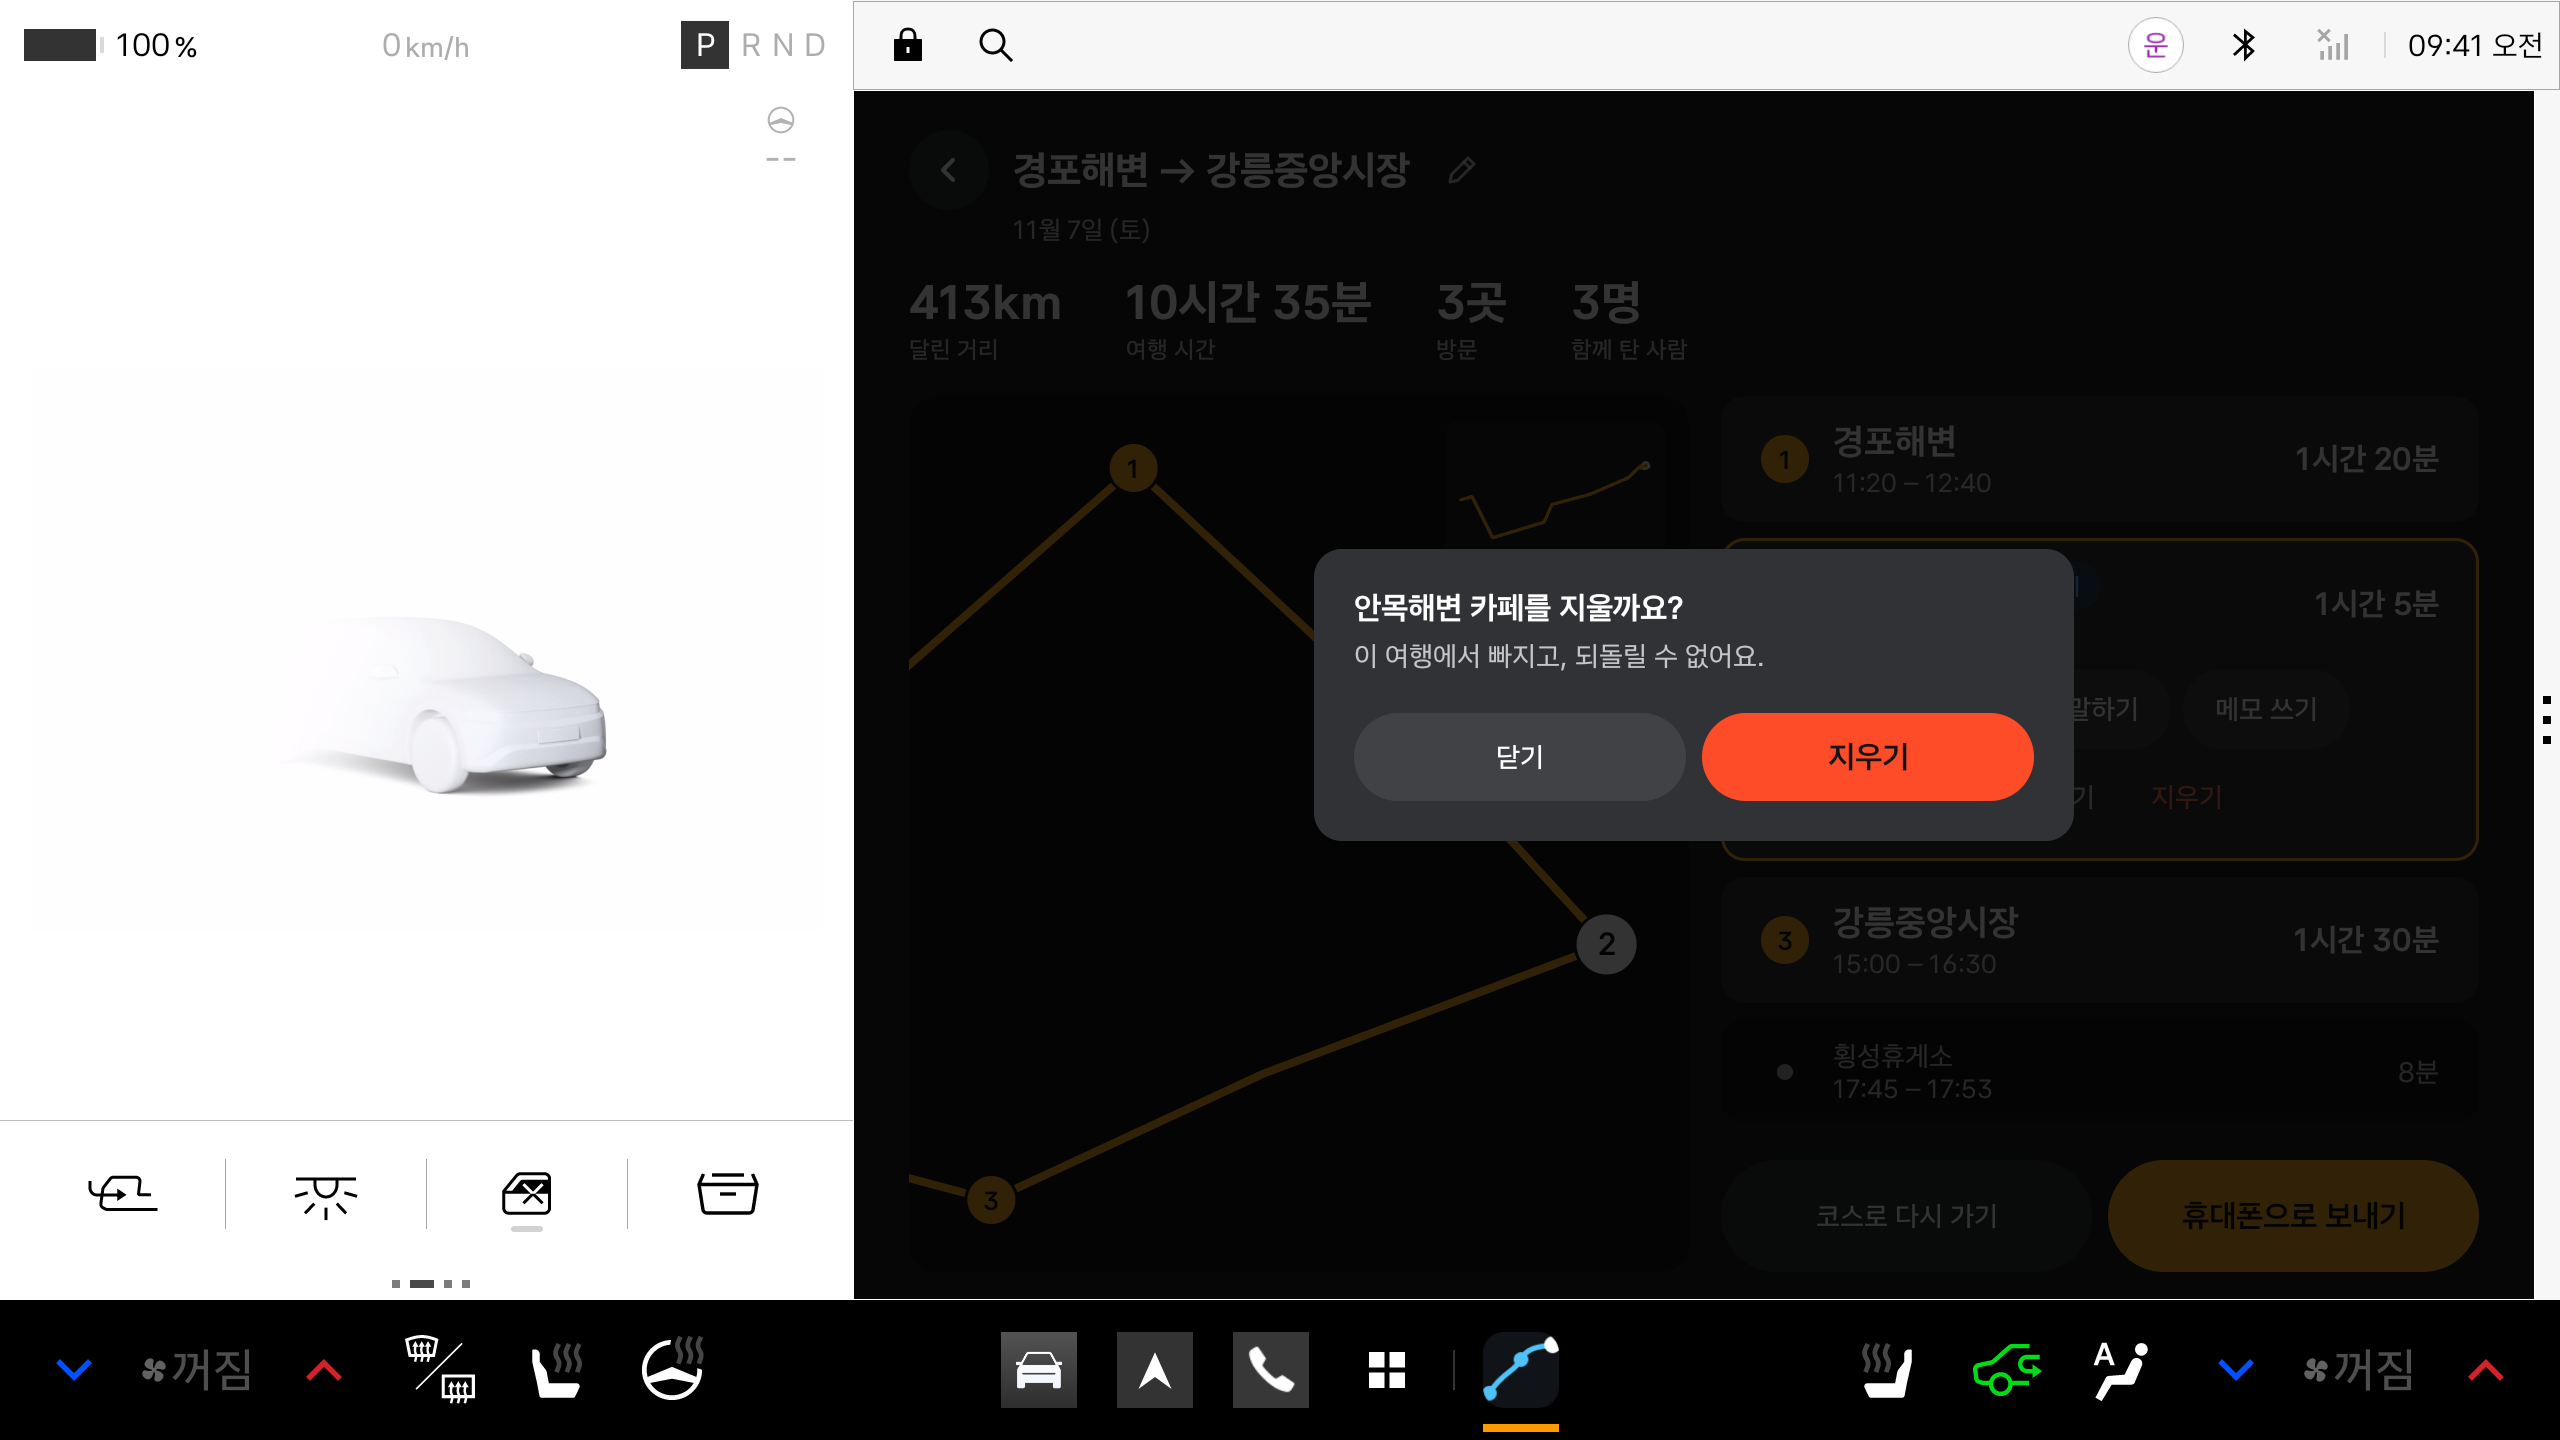 100%
0 km/h
P R N D
운
09:41 오전
경포해변 → 강릉중앙시장
11월 7일 (토)
413km
10시간 35분
3곳
3명
달린 거리
여행 시간
방문
함께 탄 사람
1
2
3
1
경포해변
11:20 – 12:40
1시간 20분
1시간 5분
말하기
메모 쓰기
기
지우기
안목해변 카페를 지울까요?
이 여행에서 빠지고, 되돌릴 수 없어요.
닫기
지우기
3
강릉중앙시장
15:00 – 16:30
1시간 30분
횡성휴게소
17:45 – 17:53
8분
코스로 다시 가기
휴대폰으로 보내기
꺼짐
A
꺼짐